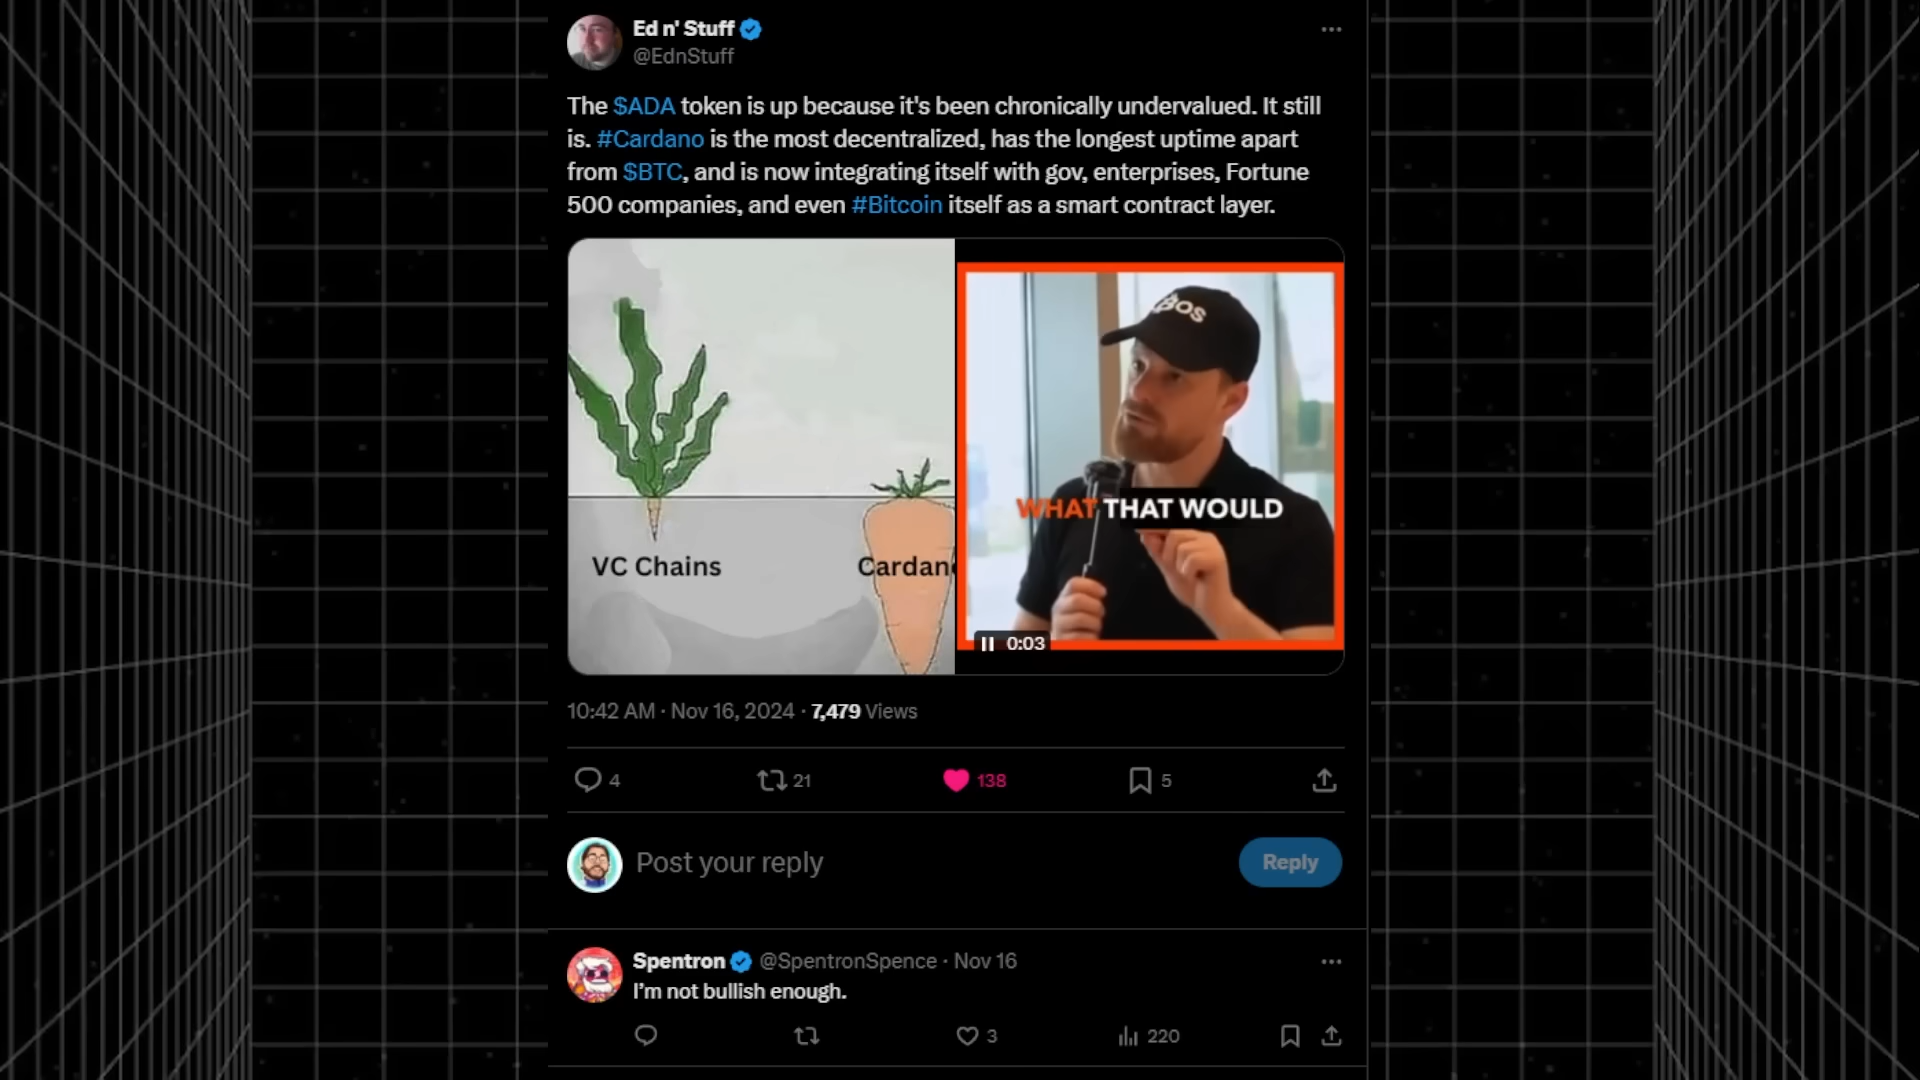 Ed n' Stuff
@EdnStuff
The $ADA token is up because it's been chronically undervalued. It still
is. #Cardano is the most decentralized, has the longest uptime apart
from $BTC, and is now integrating itself with gov, enterprises, Fortune
500 companies, and even #Bitcoin itself as a smart contract layer.
BOS
WHAT THAT WOULD
VC Chains
Cardano
0:03
10:42 AM · Nov 16, 2024 · 7,479 Views
4
21
138
5
Post your reply
Reply
Spentron @SpentronSpence · Nov 16
I'm not bullish enough.
3
220